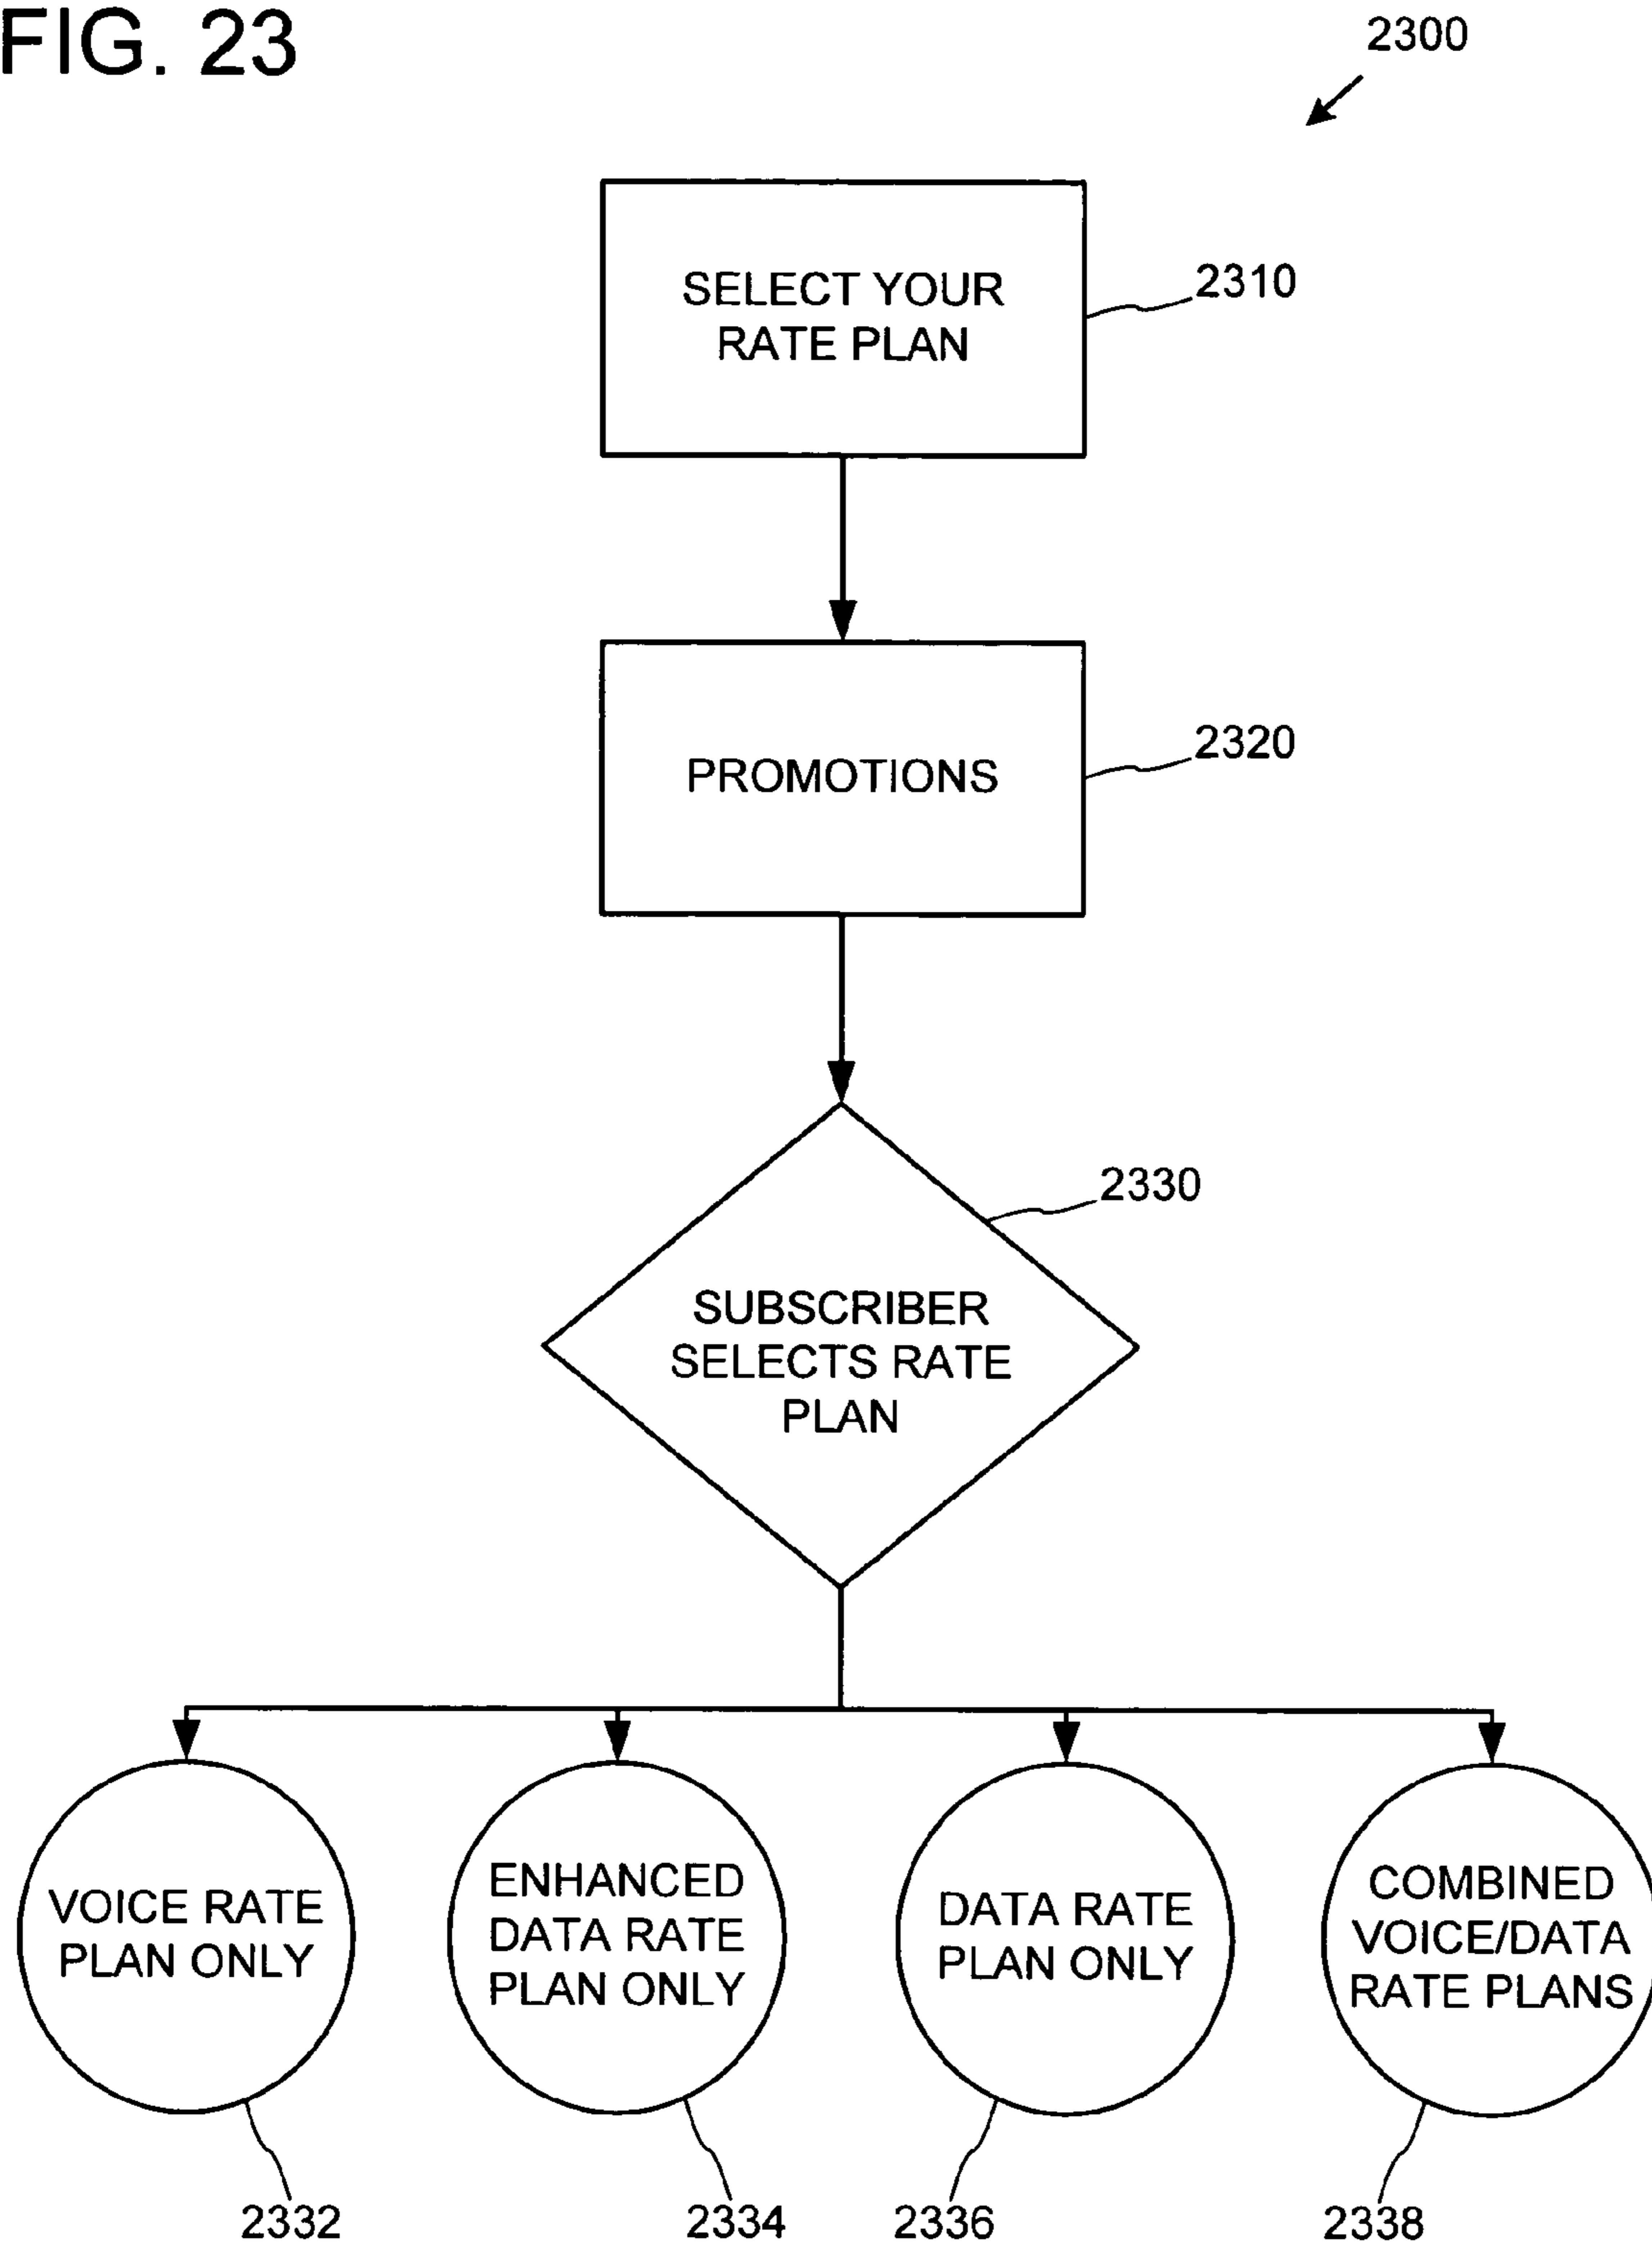 FIG. 23
2300
SELECT YOUR
RATE PLAN
2310
PROMOTIONS
2320
2330
SUBSCRIBER
SELECTS RATE
PLAN
VOICE RATE
PLAN ONLY
ENHANCED
DATA RATE
PLAN ONLY
DATA RATE
PLAN ONLY
COMBINED
VOICE/DATA
RATE PLANS
2332
2334
2336
2338